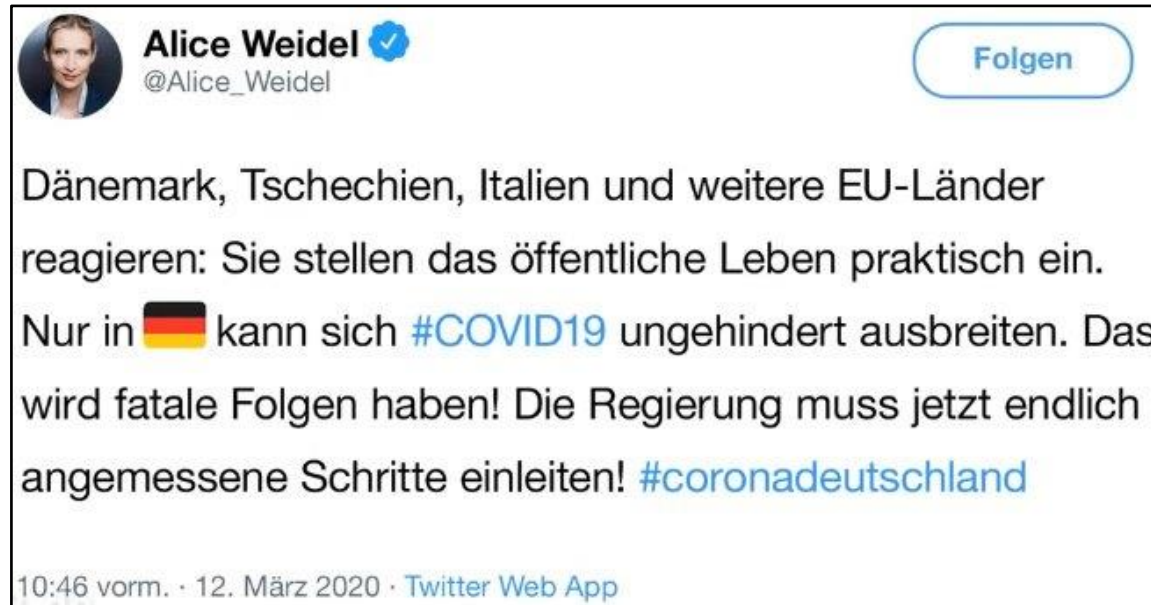 Alice Weidel
@Alice_Weidel
Folgen
Dänemark, Tschechien, Italien und weitere EU-Länder
reagieren: Sie stellen das öffentliche Leben praktisch ein.
Nur in 🇩🇪 kann sich #COVID19 ungehindert ausbreiten. Das
wird fatale Folgen haben! Die Regierung muss jetzt endlich
angemessene Schritte einleiten! #coronadeutschland
10:46 vorm. · 12. März 2020 · Twitter Web App